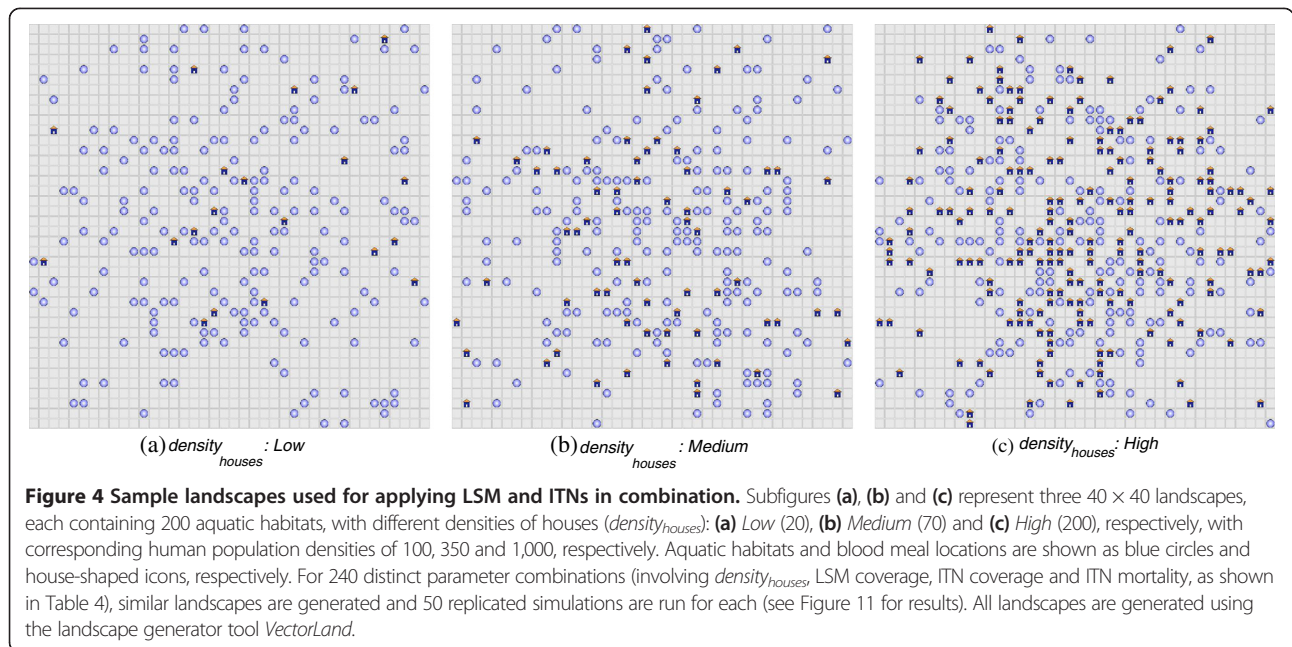 (a) density houses : Low
(b) density houses : Medium
(c) density houses : High
Figure 4 Sample landscapes used for applying LSM and ITNs in combination. Subfigures (a), (b) and (c) represent three 40 × 40 landscapes,
each containing 200 aquatic habitats, with different densities of houses (density houses): (a) Low (20), (b) Medium (70) and (c) High (200), respectively, with
corresponding human population densities of 100, 350 and 1,000, respectively. Aquatic habitats and blood meal locations are shown as blue circles and
house-shaped icons, respectively. For 240 distinct parameter combinations (involving density houses, LSM coverage, ITN coverage and ITN mortality, as shown
in Table 4), similar landscapes are generated and 50 replicated simulations are run for each (see Figure 11 for results). All landscapes are generated using
the landscape generator tool VectorLand.